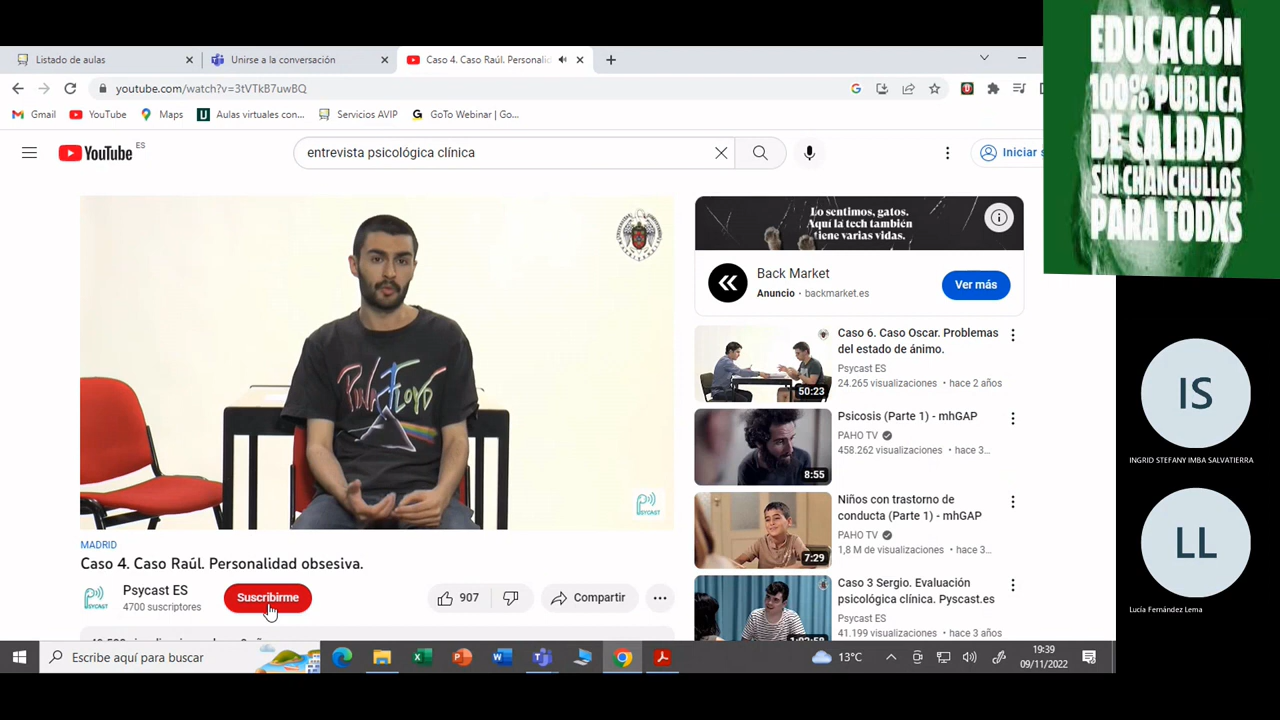 Listado de aulas
Unirse a la conversación
Caso 4. Caso Raúl. Personalid
youtube.com/watch?v=3tVTkB7uwBQ
Gmail
YouTube
Maps
Aulas virtuales con...
Servicios AVIP
GoTo Webinar | Go...
YouTube ES
entrevista psicológica clínica
Iniciar s
EDUCACIÓN
100% PÚBLICA
DE CALIDAD
SIN CHANCHULLOS
PARA TODXS
PINK FLOYD
PSYCAST
MADRID
Caso 4. Caso Raúl. Personalidad obsesiva.
PSYCAST
Psycast ES
4700 suscriptores
Suscribirme
907
Compartir
Lo sentimos, gatos.
Aquí la tech también
tiene varias vidas.
Back Market
Anuncio · backmarket.es
Ver más
Caso 6. Caso Oscar. Problemas
del estado de ánimo.
Psycast ES
24.265 visualizaciones • hace 2 años
50:23
Psicosis (Parte 1) - mhGAP
PAHO TV
458.262 visualizaciones • hace 3...
8:55
Niños con trastorno de
conducta (Parte 1) - mhGAP
PAHO TV
1,8 M de visualizaciones • hace 3...
7:29
Caso 3 Sergio. Evaluación
psicológica clínica. Pyscast.es
Psycast ES
41.199 visualizaciones • hace 3 años
IS
INGRID STEFANY IMBA SALVATIERRA
LL
Lucía Fernández Lema
Escribe aquí para buscar
13°C
19:39
09/11/2022